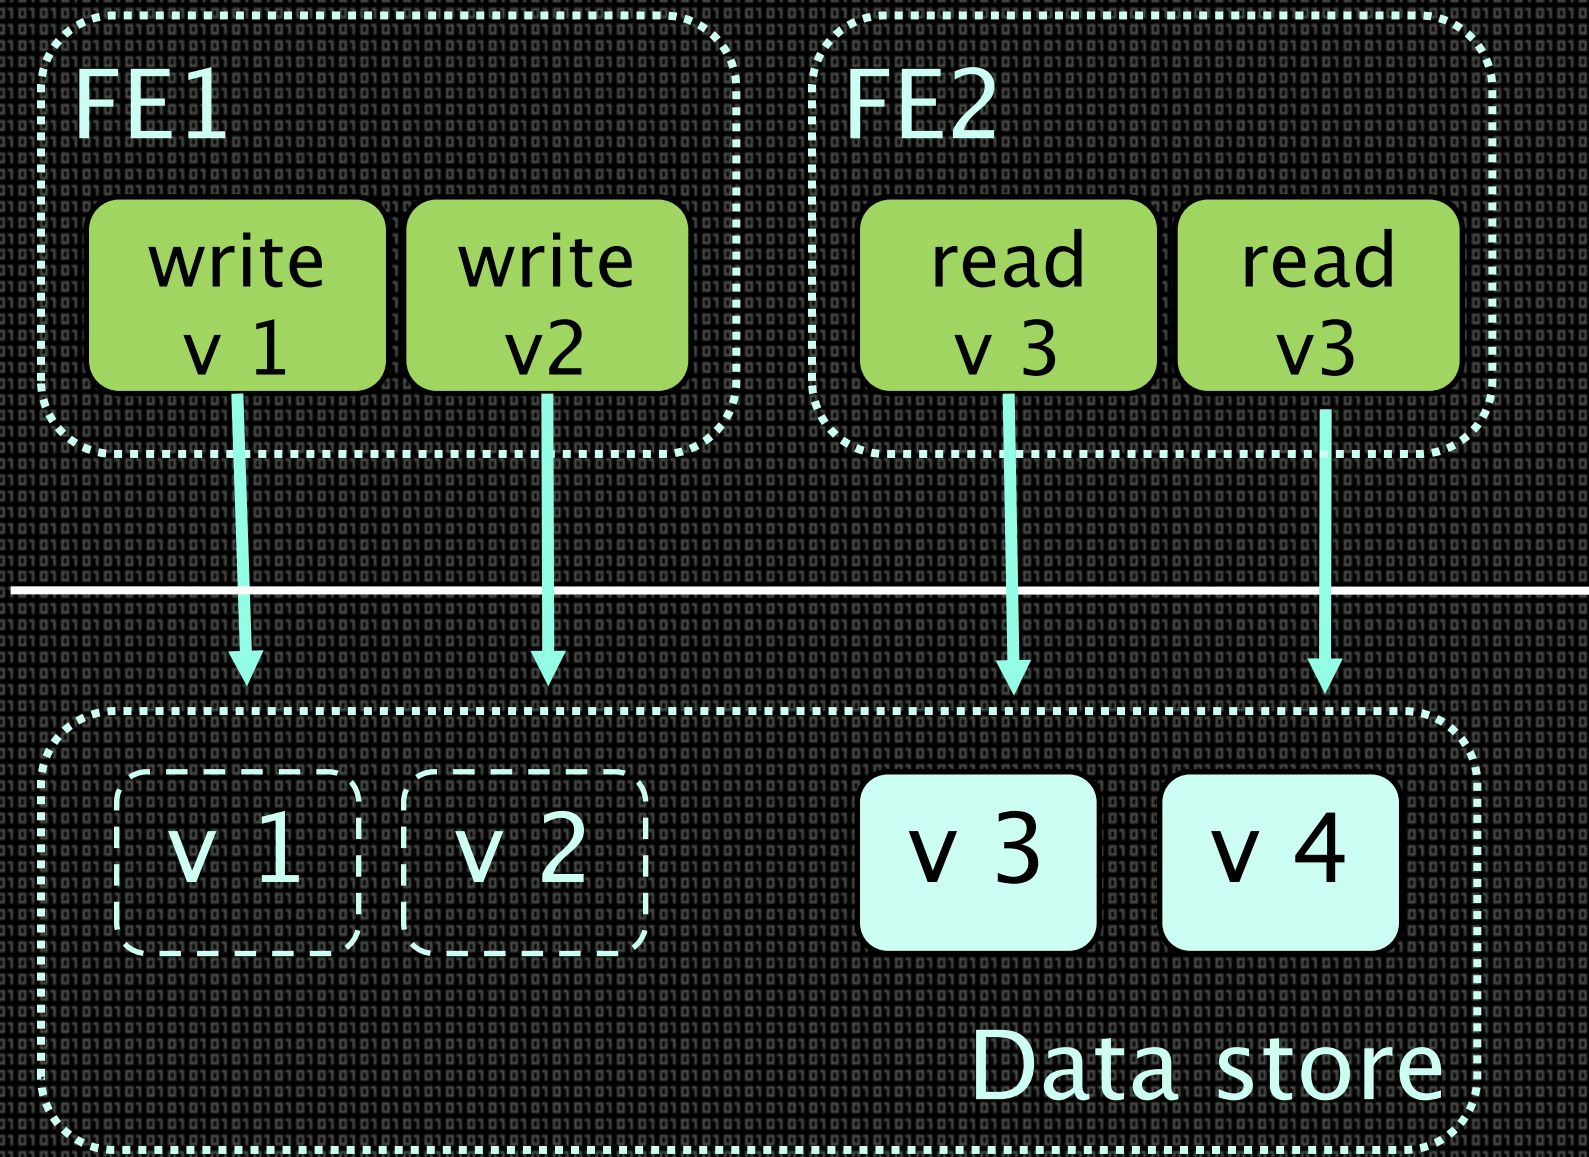 FE1
FE2
write
v 1
write
v2
read
v 3
read
v3
v 1
v 2
v 3
v 4
Data store